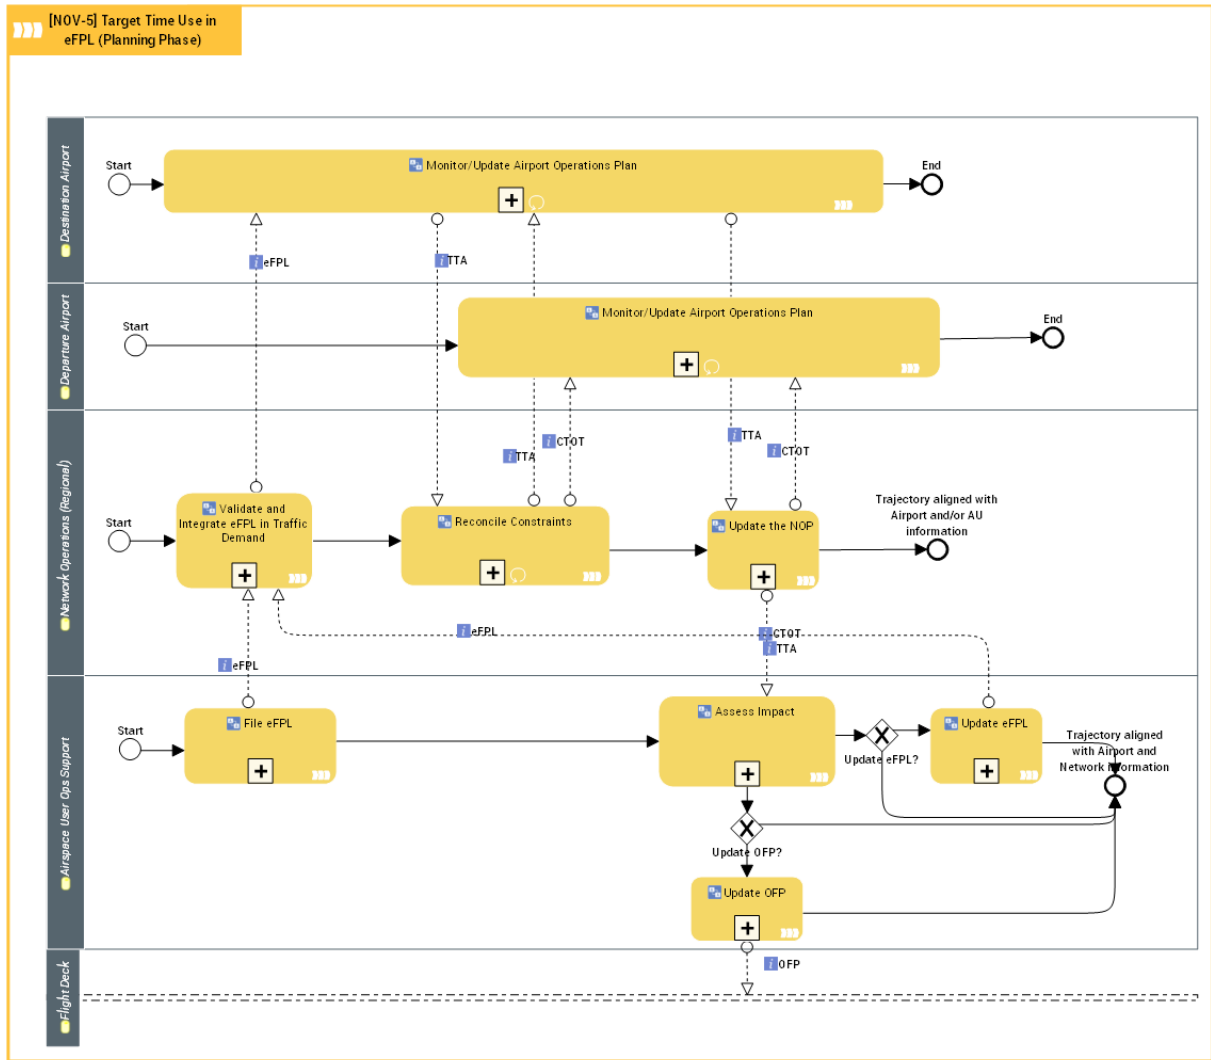 [NOV-5] Target Time Use in
eFPL (Planning Phase)
Destination Airport
Start
Monitor/Update Airport Operations Plan
End
eFPL
TTA
Departure Airport
Start
Monitor/Update Airport Operations Plan
End
TTA
CTOT
TTA
CTOT
Network Operations (Regional)
Start
Validate and
Integrate eFPL in Traffic
Demand
Reconcile Constraints
Update the NOP
Trajectory aligned with
Airport and/or AU
information
eFPL
CTOT
TTA
eFPL
Airspace User Ops Support
Start
File eFPL
Assess Impact
Update eFPL?
Update eFPL
Trajectory aligned
with Airport and
Network Information
Update OFP?
Update OFP
OFP
Flight Deck